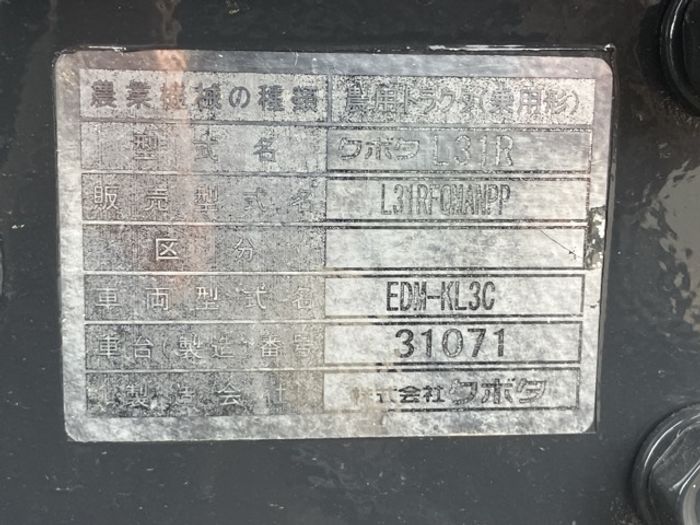 農業機械の種類 農用トラクタ(乗用形)
型式名 クボタ L31R
販売型式名 L31RFQMANPP
区分
車両型式名 EDM-KL3C
車台(製造)番号 31071
製造会社 株式会社クボタ